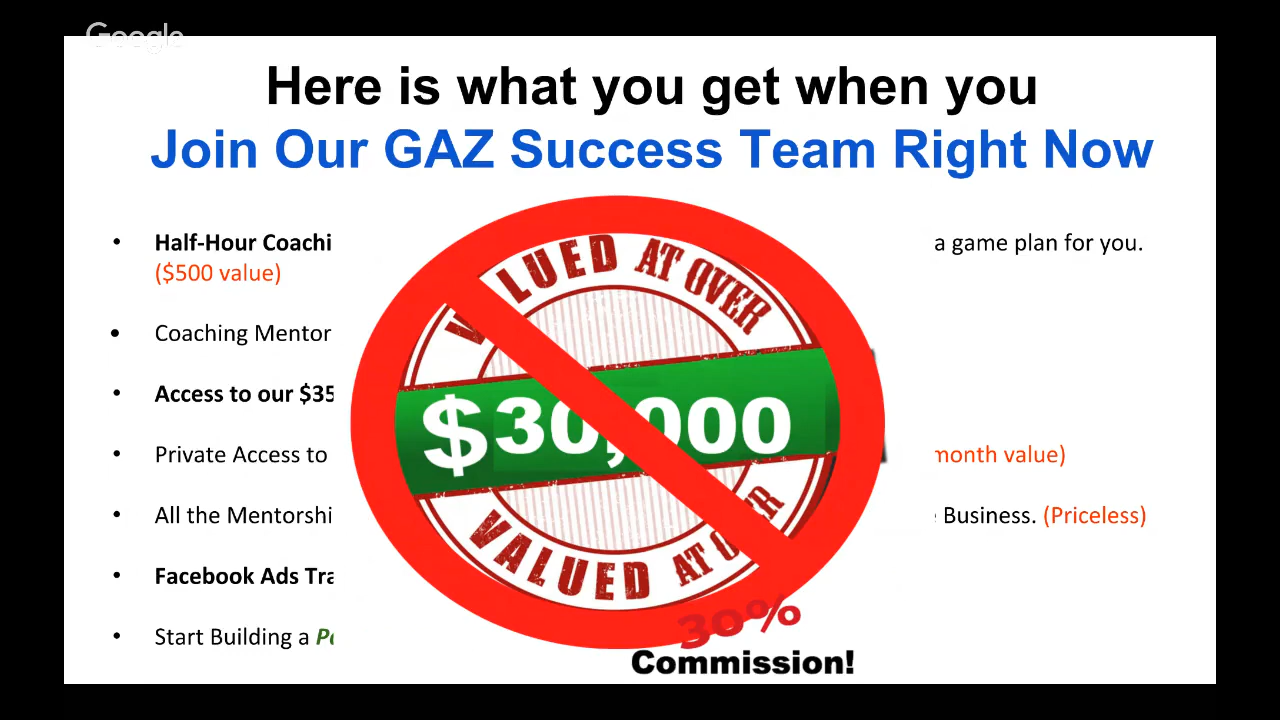 Google
Here is what you get when you
Join Our GAZ Success Team Right Now
• Half-Hour Coachi a game plan for you.
($500 value)
• Coaching Mentor
• Access to our $35
• Private Access to month value)
• All the Mentorshi Business. (Priceless)
• Facebook Ads Tra
• Start Building a
VALUED AT OVER
$30,000
VALUED AT OVER
30%
Commission!